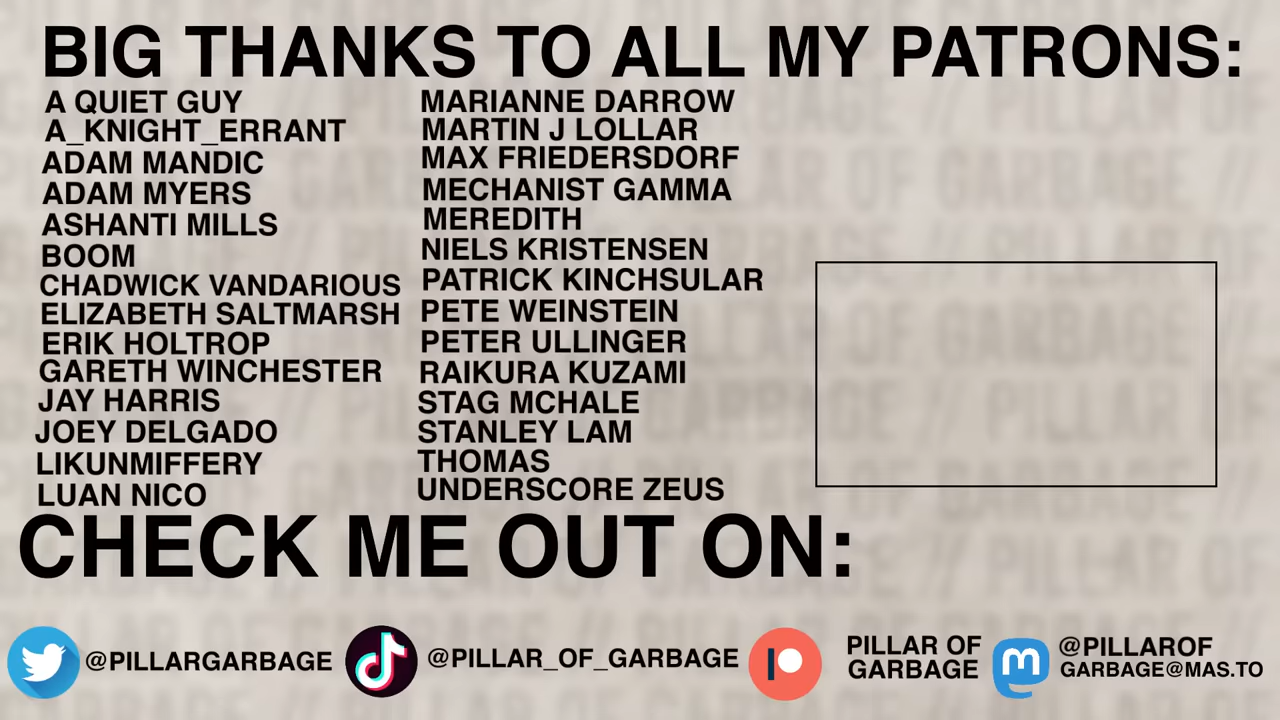 BIG THANKS TO ALL MY PATRONS:
A QUIET GUY
A_KNIGHT_ERRANT
ADAM MANDIC
ADAM MYERS
ASHANTI MILLS
BOOM
CHADWICK VANDARIOUS
ELIZABETH SALTMARSH
ERIK HOLTROP
GARETH WINCHESTER
JAY HARRIS
JOEY DELGADO
LIKUNMIFFERY
LUAN NICO
MARIANNE DARROW
MARTIN J LOLLAR
MAX FRIEDERSDORF
MECHANIST GAMMA
MEREDITH
NIELS KRISTENSEN
PATRICK KINCHSULAR
PETE WEINSTEIN
PETER ULLINGER
RAIKURA KUZAMI
STAG MCHALE
STANLEY LAM
THOMAS
UNDERSCORE ZEUS
CHECK ME OUT ON:
@PILLARGARBAGE
@PILLAR_OF_GARBAGE
PILLAR OF
GARBAGE
@PILLAROF
GARBAGE@MAS.TO